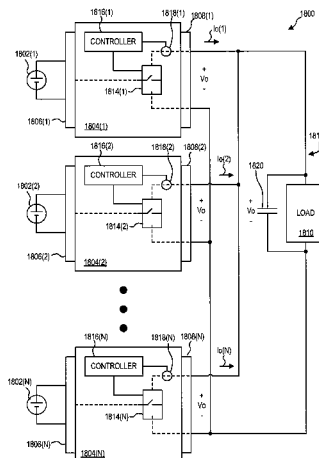 1800
1816(1)
1818(1)
1808(1)
Io(1)
1802(1)
CONTROLLER
+
Vo
-
1814(1)
1806(1)
1804(1)
1816(2)
1818(2)
1808(2)
Io(2)
1802(2)
CONTROLLER
+
Vo
-
1814(2)
1806(2)
1804(2)
1820
+
Vo
-
LOAD
1810
1816(N)
1818(N)
1808(N)
Io(N)
1802(N)
CONTROLLER
+
Vo
-
1814(N)
1806(N)
1804(N)